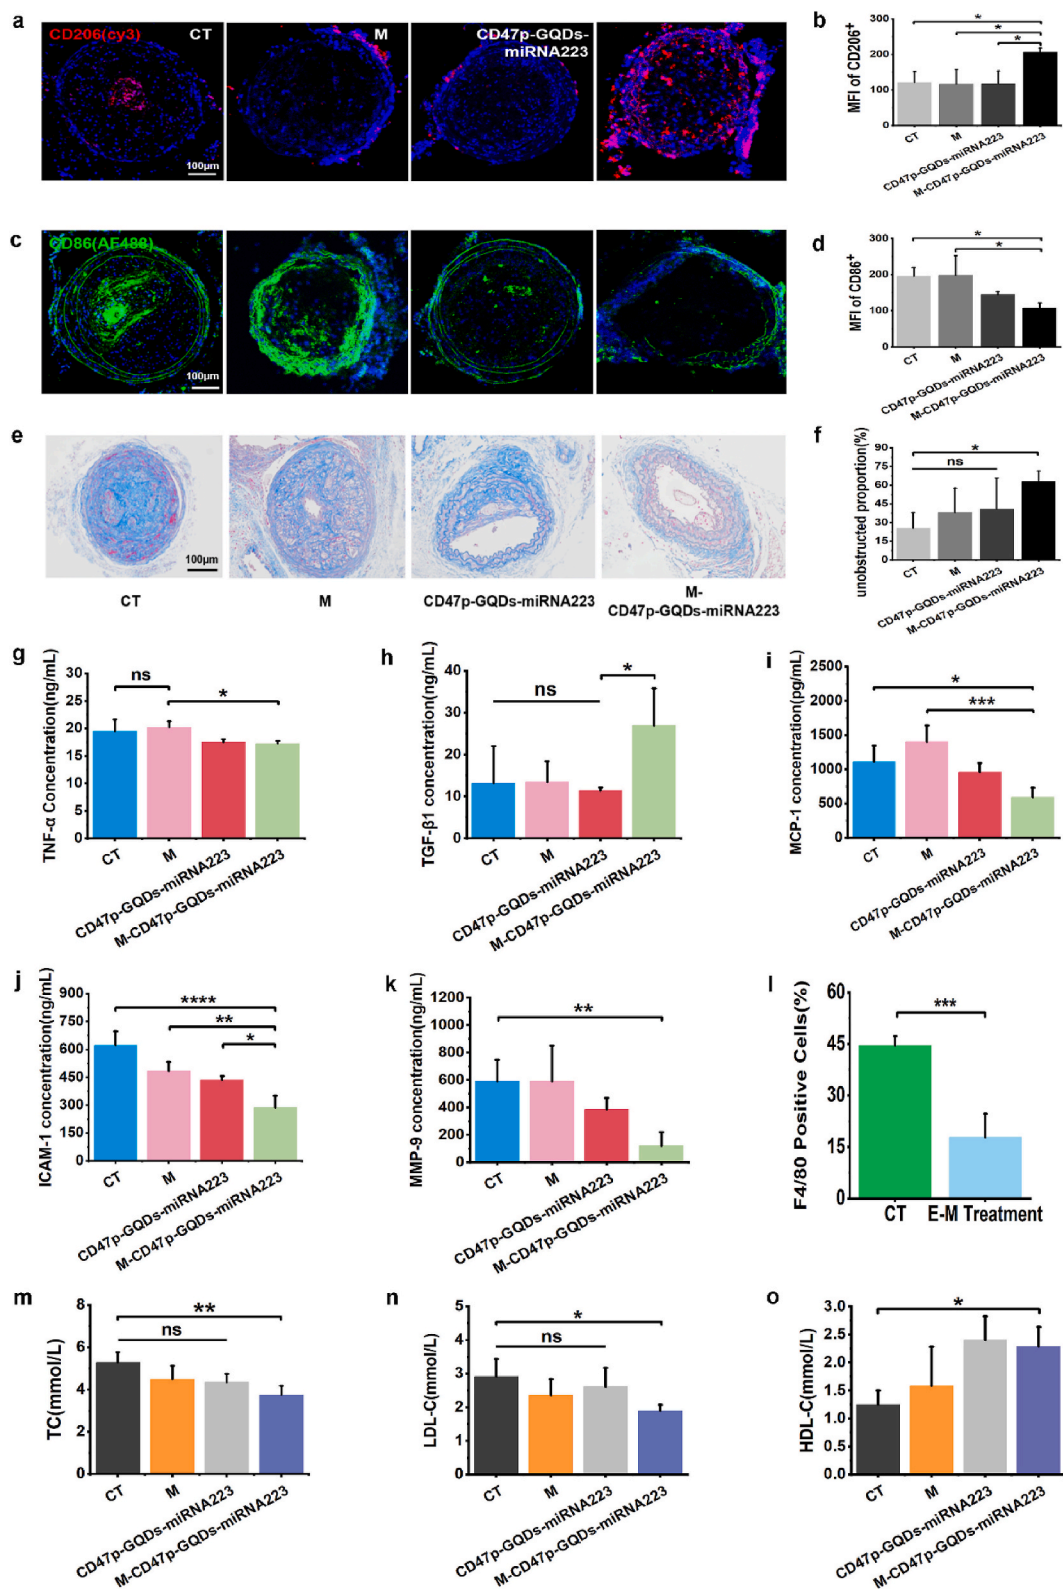 a
CD206(cy3)
CT
M
CD47p-GQDs-
miRNA223
100μm
b
MFI of CD206+
300
200
100
0
*
*
*
CT
M
CD47p-GQDs-miRNA223
M-CD47p-GQDs-miRNA223
c
CD86(AF488)
100μm
d
MFI of CD86+
300
200
100
0
*
*
CT
M
CD47p-GQDs-miRNA223
M-CD47p-GQDs-miRNA223
e
100μm
CT
M
CD47p-GQDs-miRNA223
M-
CD47p-GQDs-miRNA223
f
unobstructed proportion(%)
90
75
60
45
30
15
0
*
ns
CT
M
CD47p-GQDs-miRNA223
M-CD47p-GQDs-miRNA223
g
TNF-α Concentration(ng/mL)
30
25
20
15
10
5
0
ns
*
CT
M
CD47p-GQDs-miRNA223
M-CD47p-GQDs-miRNA223
h
TGF-β1 concentration(ng/mL)
40
30
20
10
0
ns
*
CT
M
CD47p-GQDs-miRNA223
M-CD47p-GQDs-miRNA223
i
MCP-1 concentration(pg/mL)
2500
2000
1500
1000
500
0
*
***
CT
M
CD47p-GQDs-miRNA223
M-CD47p-GQDs-miRNA223
j
ICAM-1 concentration(ng/mL)
900
750
600
450
300
150
0
****
**
*
CT
M
CD47p-GQDs-miRNA223
M-CD47p-GQDs-miRNA223
k
MMP-9 concentration(ng/mL)
1200
1000
800
600
400
200
0
**
CT
M
CD47p-GQDs-miRNA223
M-CD47p-GQDs-miRNA223
l
F4/80 Positive Cells(%)
60
45
30
15
0
***
CT
E-M Treatment
m
TC(mmol/L)
8
6
4
2
0
**
ns
CT
M
CD47p-GQDs-miRNA223
M-CD47p-GQDs-miRNA223
n
LDL-C(mmol/L)
5
4
3
2
1
0
*
ns
CT
M
CD47p-GQDs-miRNA223
M-CD47p-GQDs-miRNA223
o
HDL-C(mmol/L)
3.0
2.5
2.0
1.5
1.0
0.5
0.0
*
CT
M
CD47p-GQDs-miRNA223
M-CD47p-GQDs-miRNA223